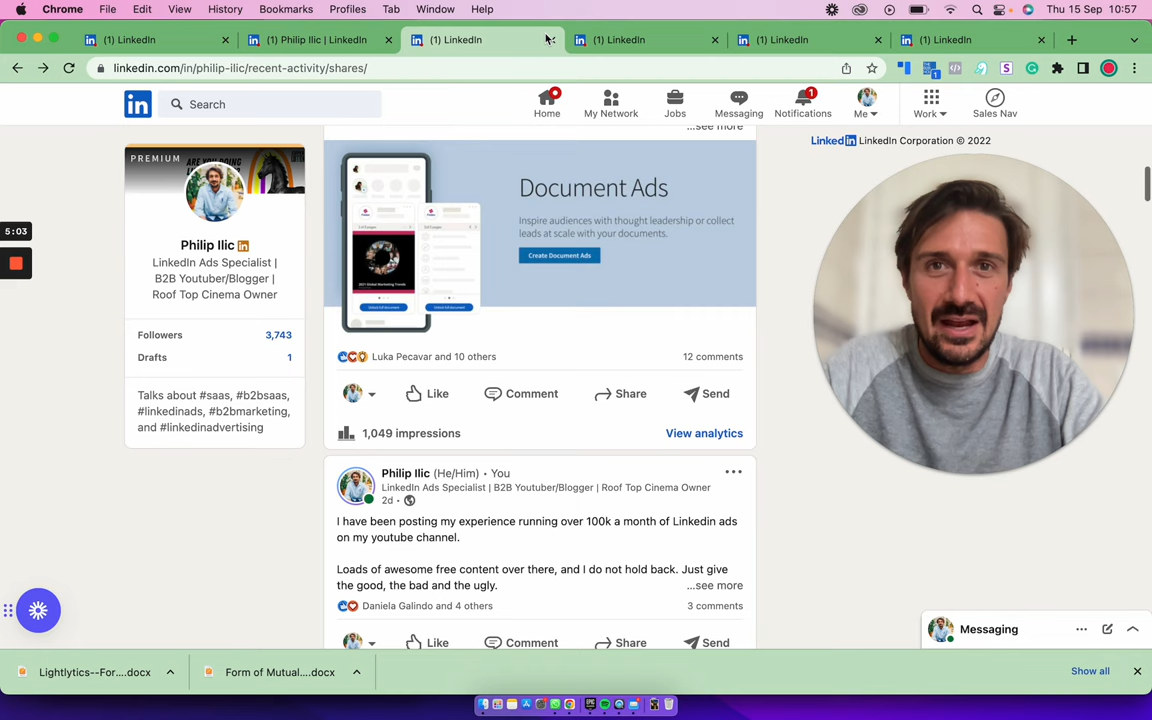 Chrome File Edit View History Bookmarks Profiles Tab Window Help Thu 15 Sep 10:57
(1) LinkedIn
(1) Philip Ilic | LinkedIn
(1) LinkedIn
(1) LinkedIn
(1) LinkedIn
(1) LinkedIn
linkedin.com/in/philip-ilic/recent-activity/shares/
1
S
in
Search
Home
My Network
Jobs
Messaging
1
Notifications
Me
Work
Sales Nav
...see more
Linked in LinkedIn Corporation © 2022
PREMIUM
ARE YOU DOING
Philip Ilic in
LinkedIn Ads Specialist |
B2B Youtuber/Blogger |
Roof Top Cinema Owner
Followers 3,743
Drafts 1
Talks about #saas, #b2bsaas,
#linkedinads, #b2bmarketing,
and #linkedinadvertising
5:03
Document Ads
Inspire audiences with thought leadership or collect
leads at scale with your documents.
Create Document Ads
Luka Pecavar and 10 others 12 comments
Like Comment Share Send
1,049 impressions View analytics
Philip Ilic (He/Him) • You
LinkedIn Ads Specialist | B2B Youtuber/Blogger | Roof Top Cinema Owner
2d •
I have been posting my experience running over 100k a month of Linkedin ads
on my youtube channel.
Loads of awesome free content over there, and I do not hold back. Just give
the good, the bad and the ugly. ...see more
Daniela Galindo and 4 others 3 comments
Like Comment Share Send
Messaging
Lightlytics--For....docx
Form of Mutual....docx
Show all